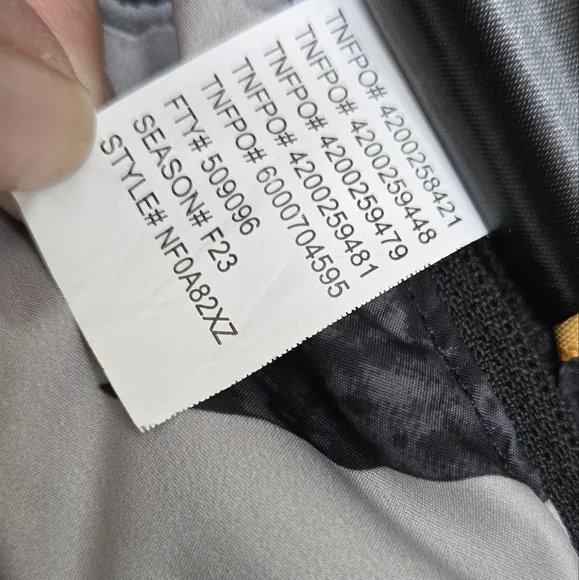 TNFPO# 4200258421
TNFPO# 4200259448
TNFPO# 4200259479
TNFPO# 4200259481
TNFPO# 6000704595
FTY# 509096
SEASON# F23
STYLE# NF0A82XZ